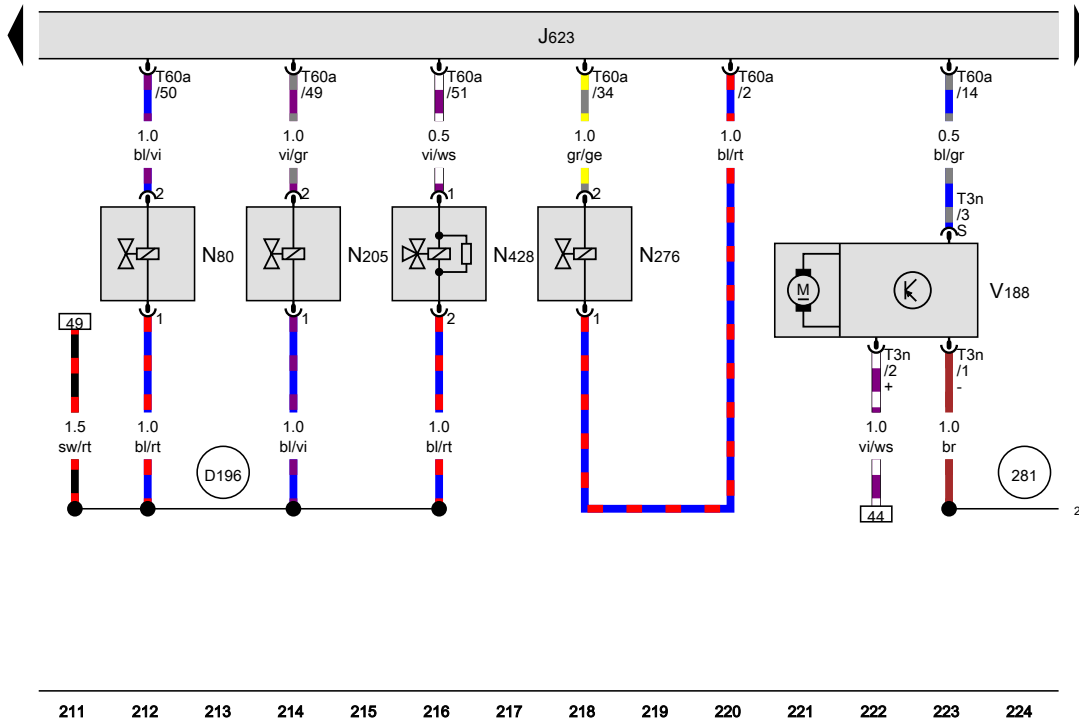 J623
T60a
/50
T60a
/49
T60a
/51
T60a
/34
T60a
/2
T60a
/14
1.0
bl/vi
1.0
vi/gr
0.5
vi/ws
1.0
gr/ge
1.0
bl/rt
0.5
bl/gr
2
2
1
2
T3n
/3
S
N80
N205
N428
N276
M
V188
49
1
1
2
1
T3n
/2
+
T3n
/1
-
1.5
sw/rt
1.0
bl/rt
1.0
bl/vi
1.0
bl/rt
1.0
vi/ws
1.0
br
D196
281
44
2
211 212 213 214 215 216 217 218 219 220 221 222 223 224